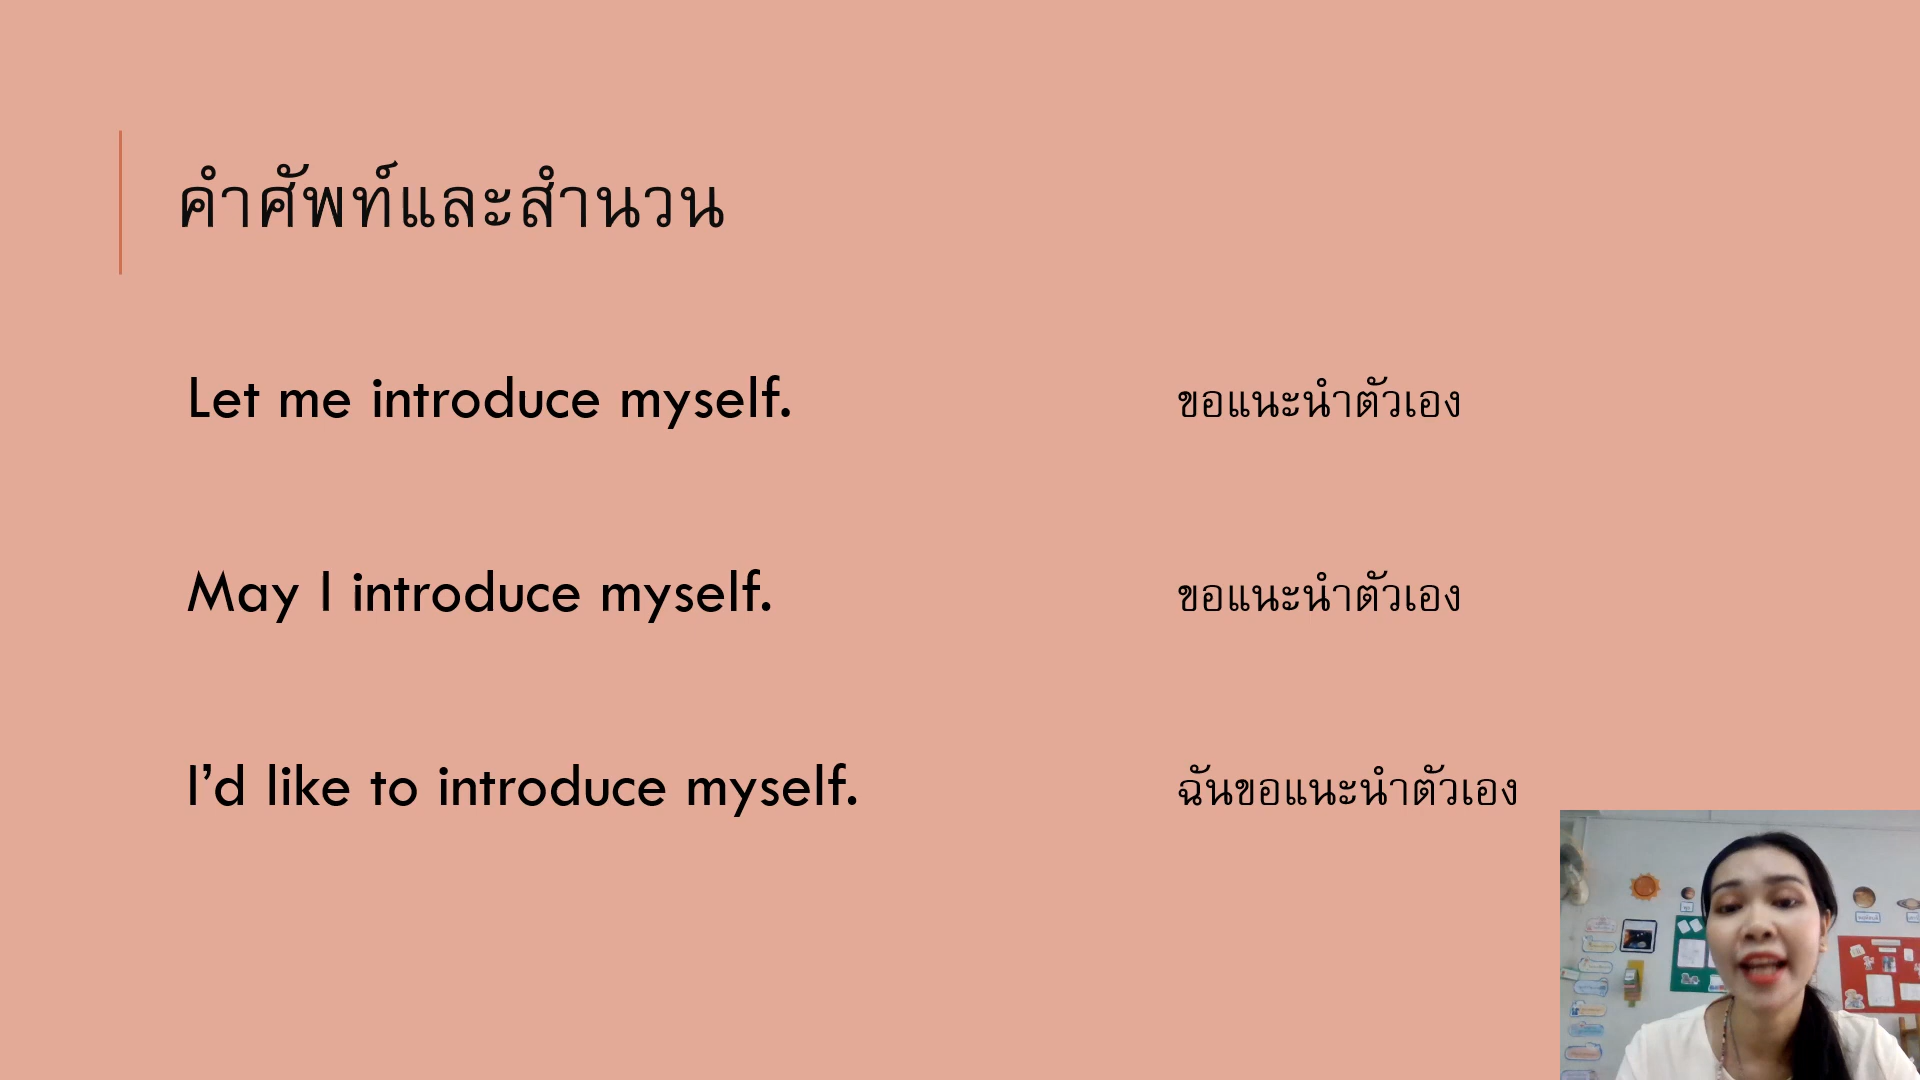 คำศัพท์และสำนวน
Let me introduce myself. ขอแนะนำตัวเอง
May I introduce myself. ขอแนะนำตัวเอง
I’d like to introduce myself. ฉันขอแนะนำตัวเอง